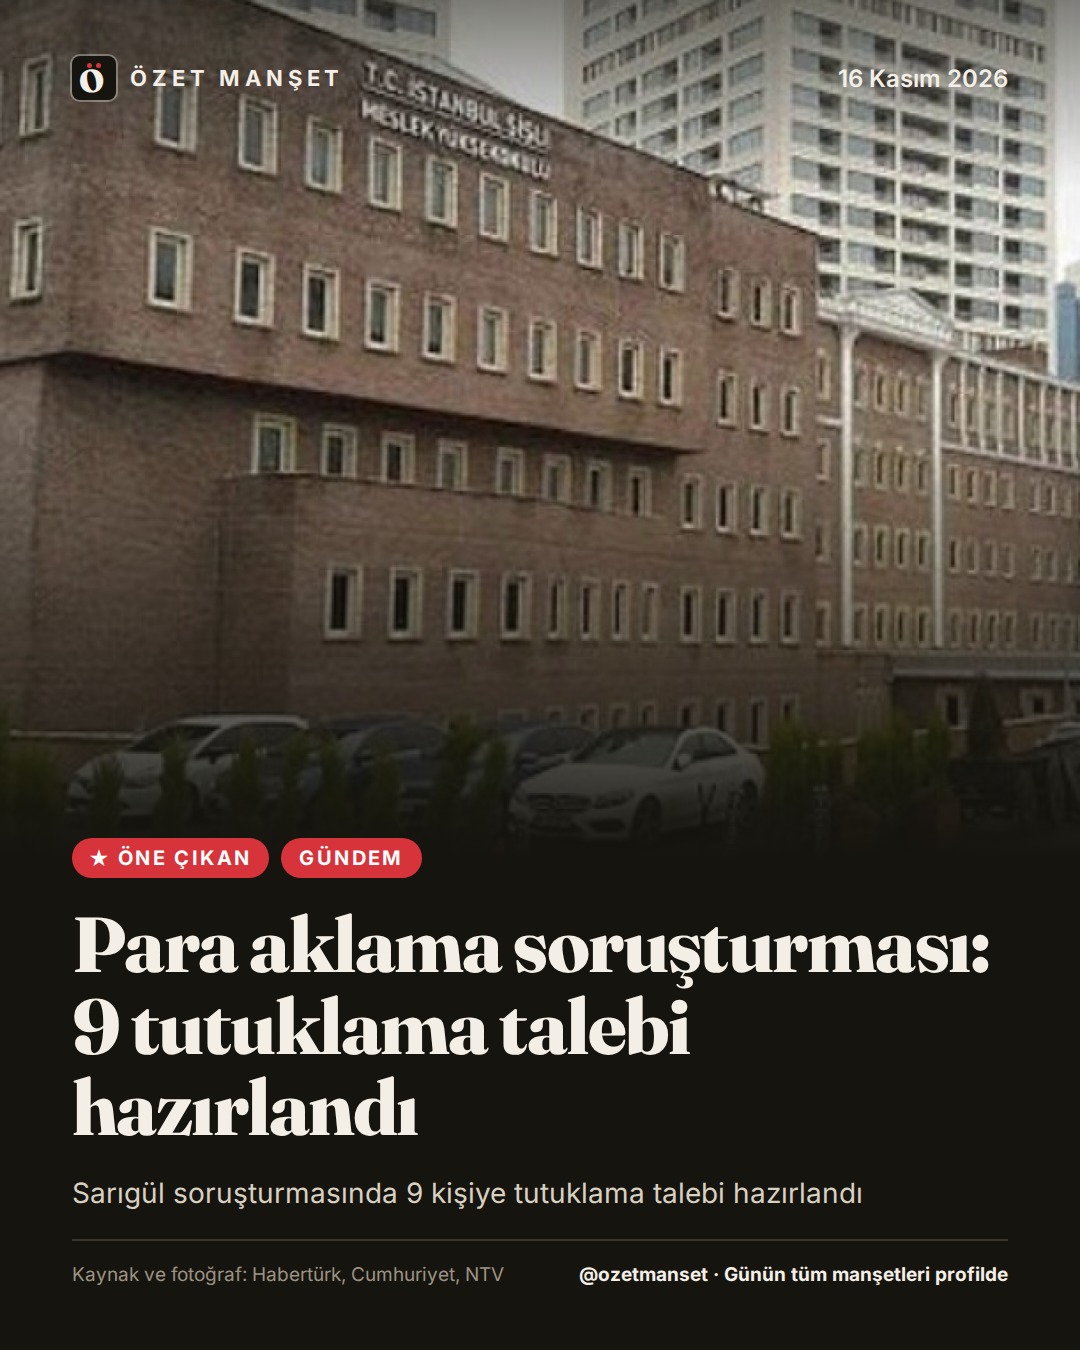 ö ÖZET MANŞET
16 Kasım 2026
T.C. İSTANBUL ŞİŞLİ
MESLEK YÜKSEKOKULU
★ ÖNE ÇIKAN
GÜNDEM
Para aklama soruşturması:
9 tutuklama talebi
hazırlandı
Sarıgül soruşturmasında 9 kişiye tutuklama talebi hazırlandı
Kaynak ve fotoğraf: Habertürk, Cumhuriyet, NTV
@ozetmanset · Günün tüm manşetleri profilde